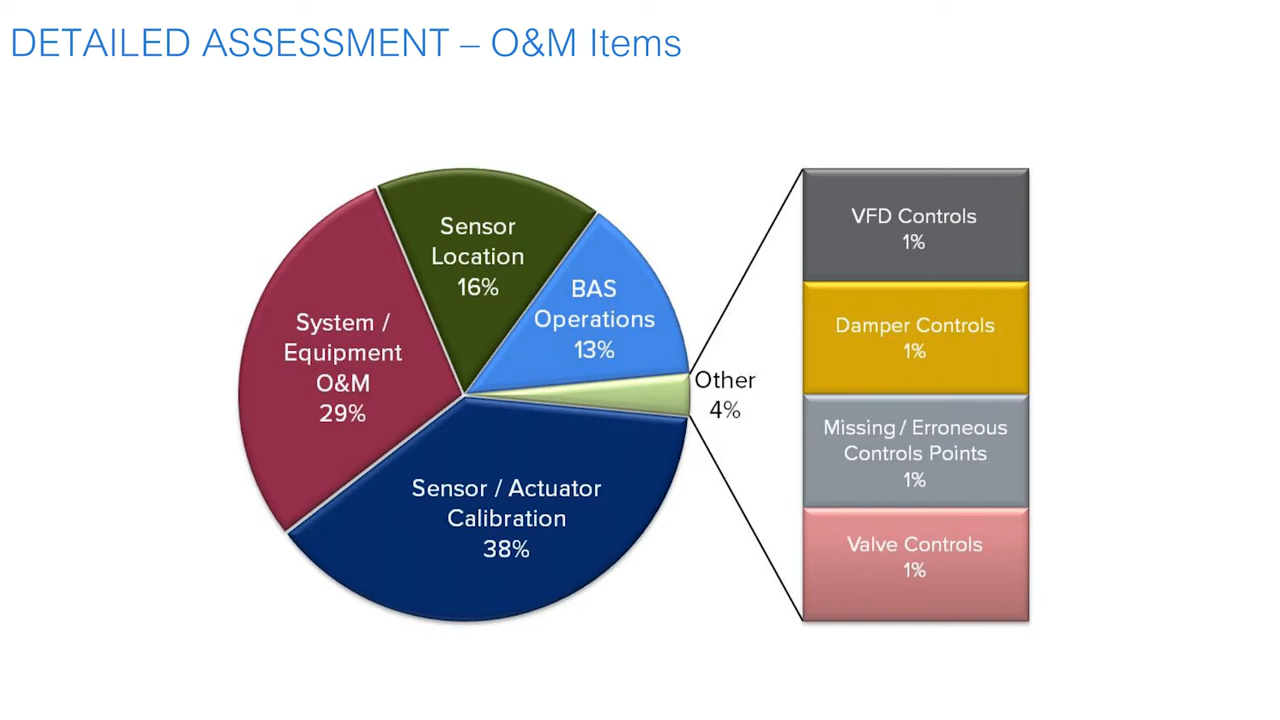 DETAILED ASSESSMENT – O&M Items
Sensor
Location
16%
BAS
Operations
13%
System /
Equipment
O&M
29%
Other
4%
Sensor / Actuator
Calibration
38%
VFD Controls
1%
Damper Controls
1%
Missing / Erroneous
Controls Points
1%
Valve Controls
1%